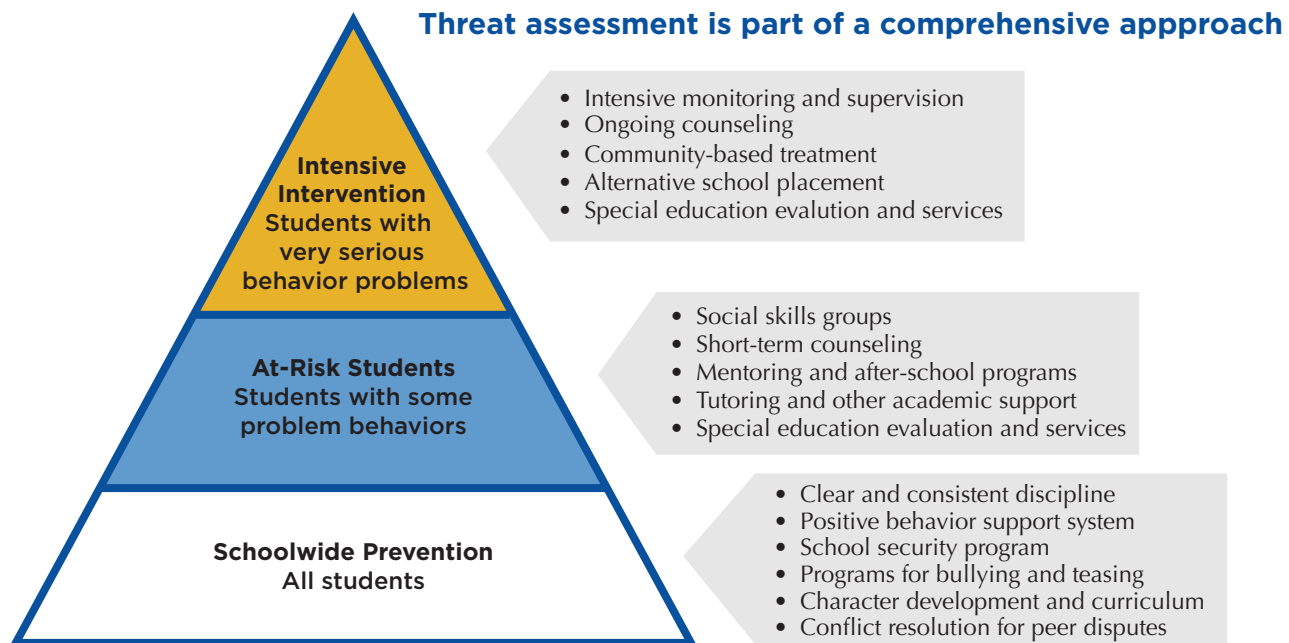 Threat assessment is part of a comprehensive appproach
Intensive
Intervention
Students with
very serious
behavior problems
• Intensive monitoring and supervision
• Ongoing counseling
• Community-based treatment
• Alternative school placement
• Special education evalution and services
At-Risk Students
Students with some
problem behaviors
• Social skills groups
• Short-term counseling
• Mentoring and after-school programs
• Tutoring and other academic support
• Special education evaluation and services
Schoolwide Prevention
All students
• Clear and consistent discipline
• Positive behavior support system
• School security program
• Programs for bullying and teasing
• Character development and curriculum
• Conflict resolution for peer disputes